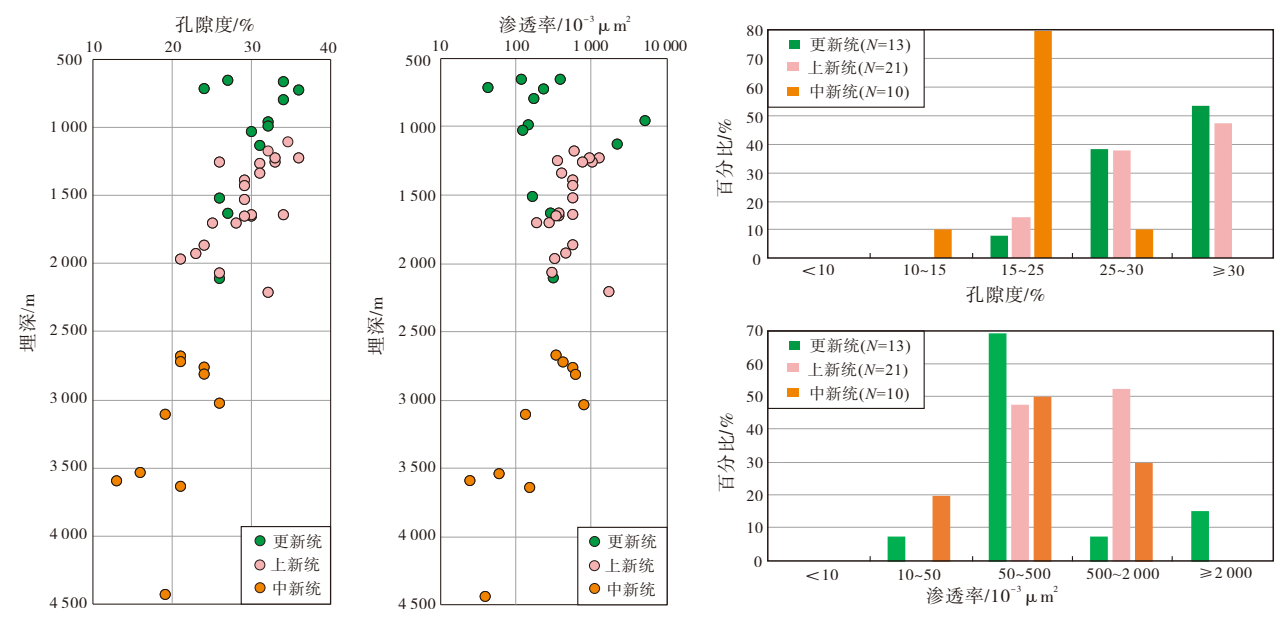 孔隙度/%
10 20 30 40
500
1 000
1 500
2 000
2 500
3 000
3 500
4 000
4 500
埋深/m
更新统
上新统
中新统
渗透率/10⁻³ μm²
10 100 1 000 10 000
500
1 000
1 500
2 000
2 500
3 000
3 500
4 000
4 500
埋深/m
更新统
上新统
中新统
80
70
60
50
40
30
20
10
0
百分比/%
更新统(N=13)
上新统(N=21)
中新统(N=10)
<10 10~15 15~25 25~30 ≥30
孔隙度/%
70
60
50
40
30
20
10
0
百分比/%
更新统(N=13)
上新统(N=21)
中新统(N=10)
<10 10~50 50~500 500~2 000 ≥2 000
渗透率/10⁻³ μm²